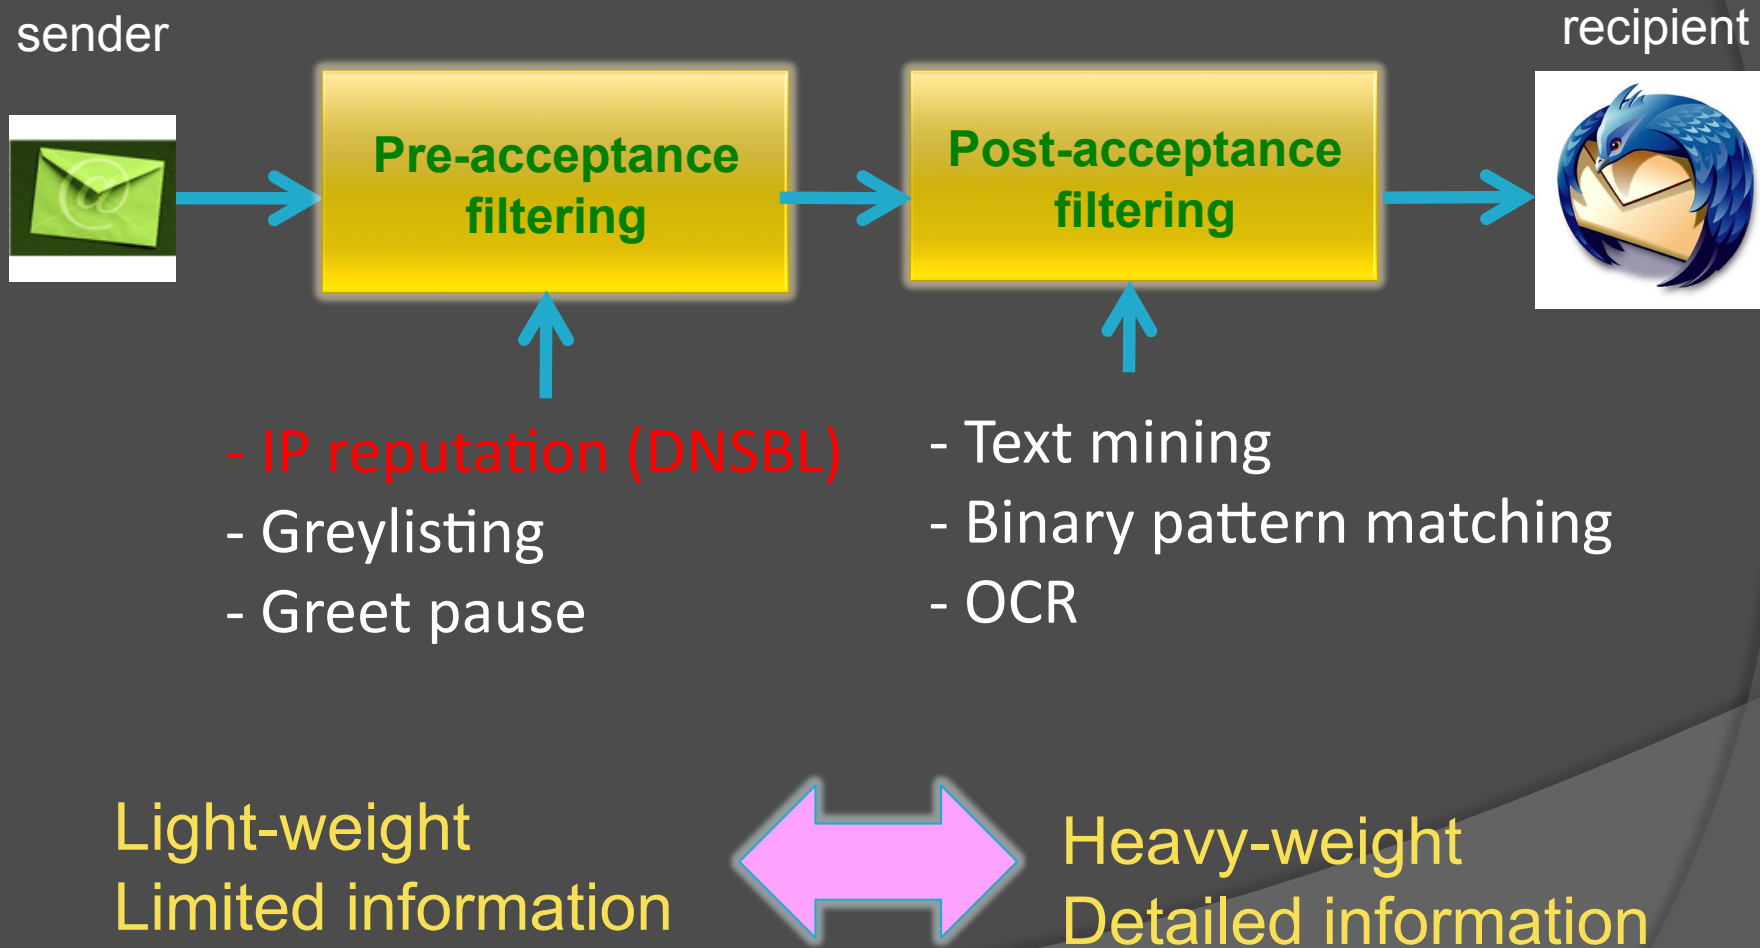 sender
recipient
Pre-acceptance
filtering
Post-acceptance
filtering
@
- IP reputation (DNSBL)
- Greylisting
- Greet pause
- Text mining
- Binary pattern matching
- OCR
Light-weight
Limited information
Heavy-weight
Detailed information